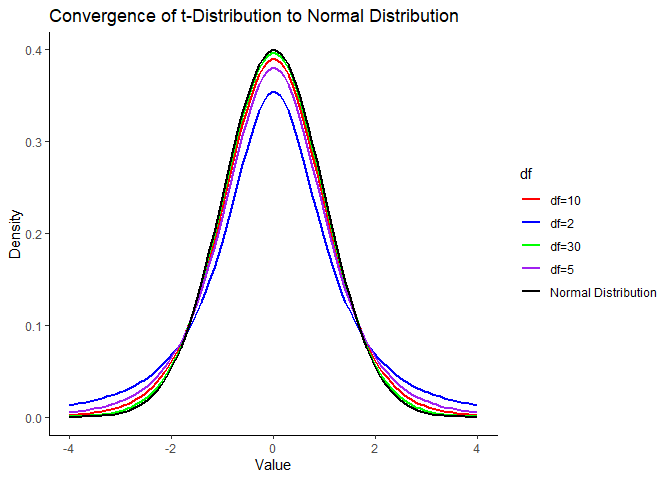 Convergence of t-Distribution to Normal Distribution
0.4
0.3
0.2
0.1
0.0
Density
-4
-2
0
2
4
Value
df
df=10
df=2
df=30
df=5
Normal Distribution